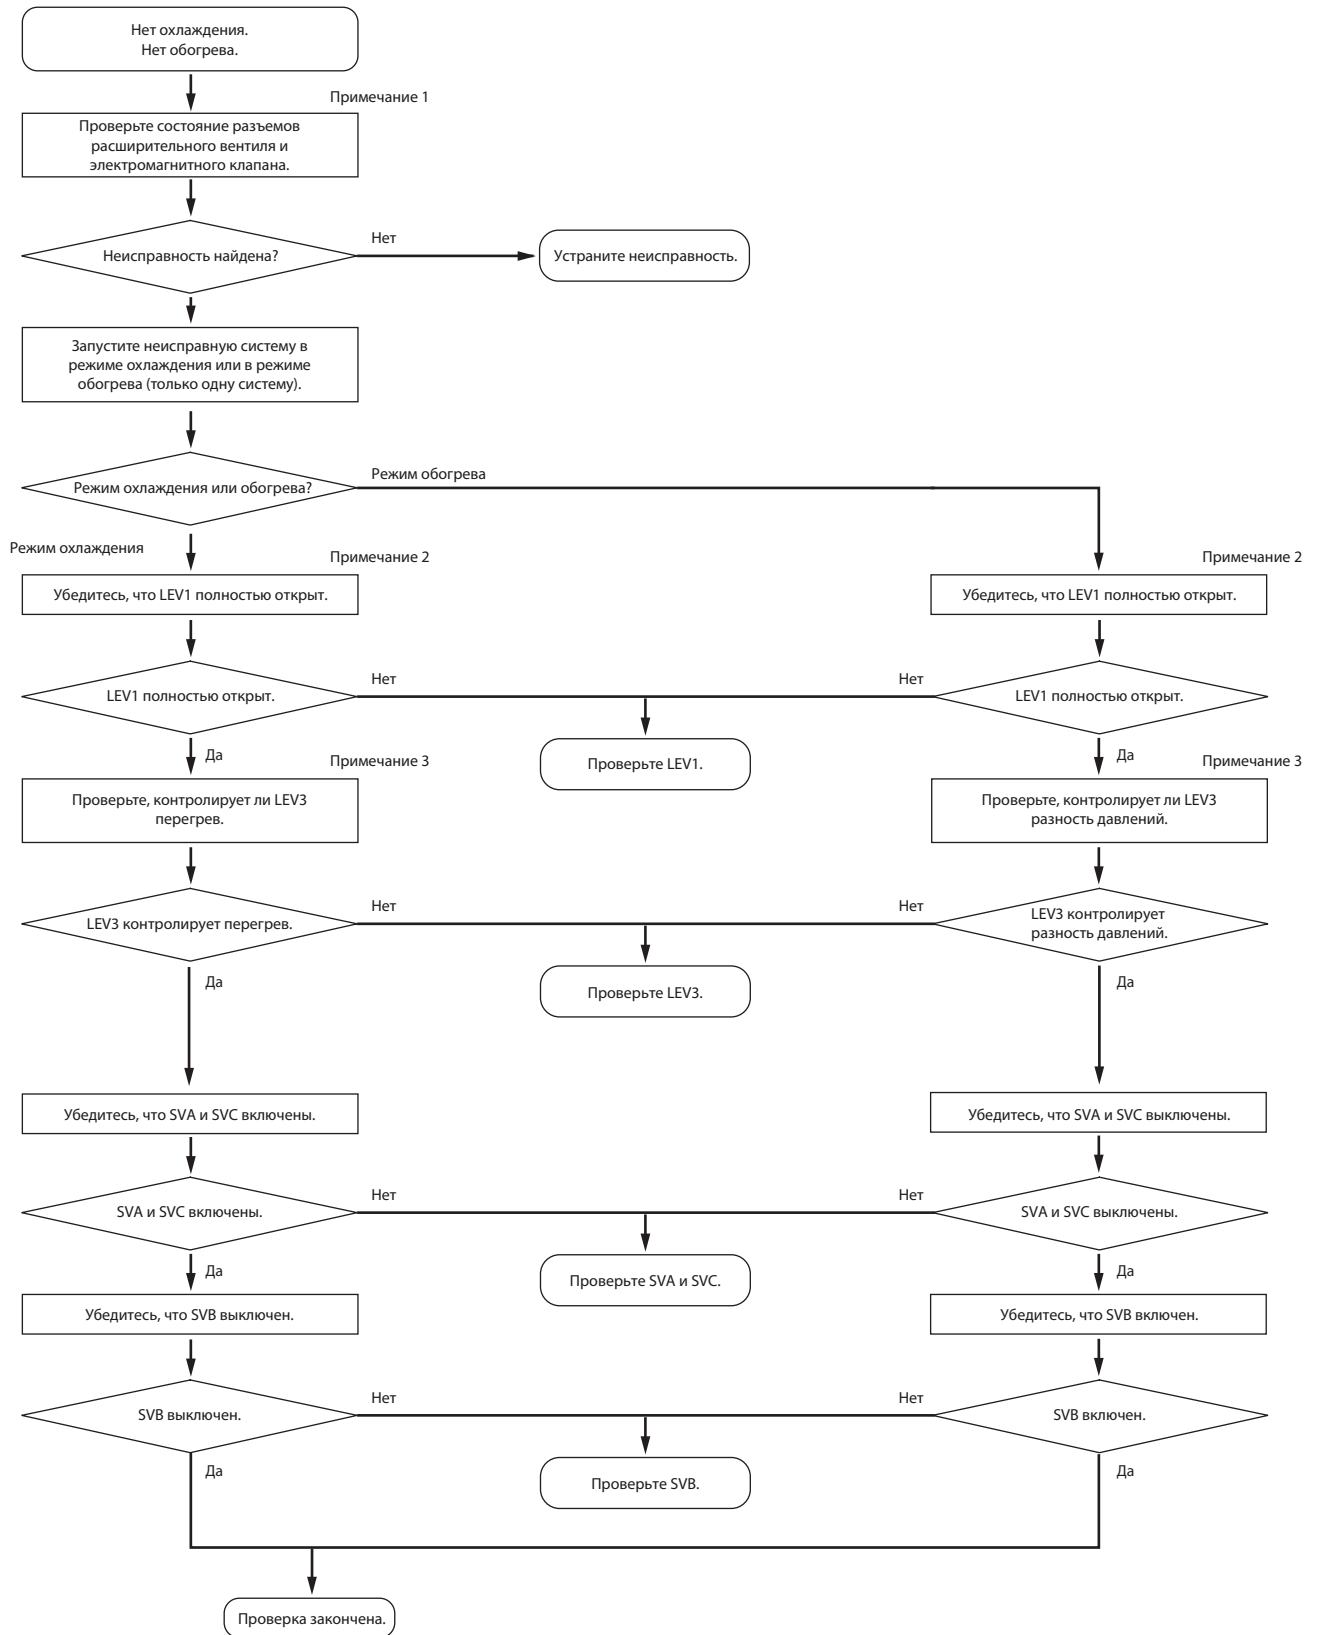 Нет охлаждения.
Нет обогрева.
Примечание 1
Проверьте состояние разъемов
расширительного вентиля и
электромагнитного клапана.
Неисправность найдена?
Нет
Устраните неисправность.
Запустите неисправную систему в
режиме охлаждения или в режиме
обогрева (только одну систему).
Режим охлаждения или обогрева?
Режим обогрева
Режим охлаждения
Примечание 2
Примечание 2
Убедитесь, что LEV1 полностью открыт.
Убедитесь, что LEV1 полностью открыт.
LEV1 полностью открыт.
Нет
Нет
LEV1 полностью открыт.
Да
Примечание 3
Проверьте LEV1.
Да
Примечание 3
Проверьте, контролирует ли LEV3
перегрев.
Проверьте, контролирует ли LEV3
разность давлений.
LEV3 контролирует перегрев.
Нет
Нет
LEV3 контролирует
разность давлений.
Да
Проверьте LEV3.
Да
Убедитесь, что SVA и SVC включены.
Убедитесь, что SVA и SVC выключены.
SVA и SVC включены.
Нет
Нет
SVA и SVC выключены.
Да
Проверьте SVA и SVC.
Да
Убедитесь, что SVB выключен.
Убедитесь, что SVB включен.
SVB выключен.
Нет
Нет
SVB включен.
Да
Проверьте SVB.
Да
Проверка закончена.